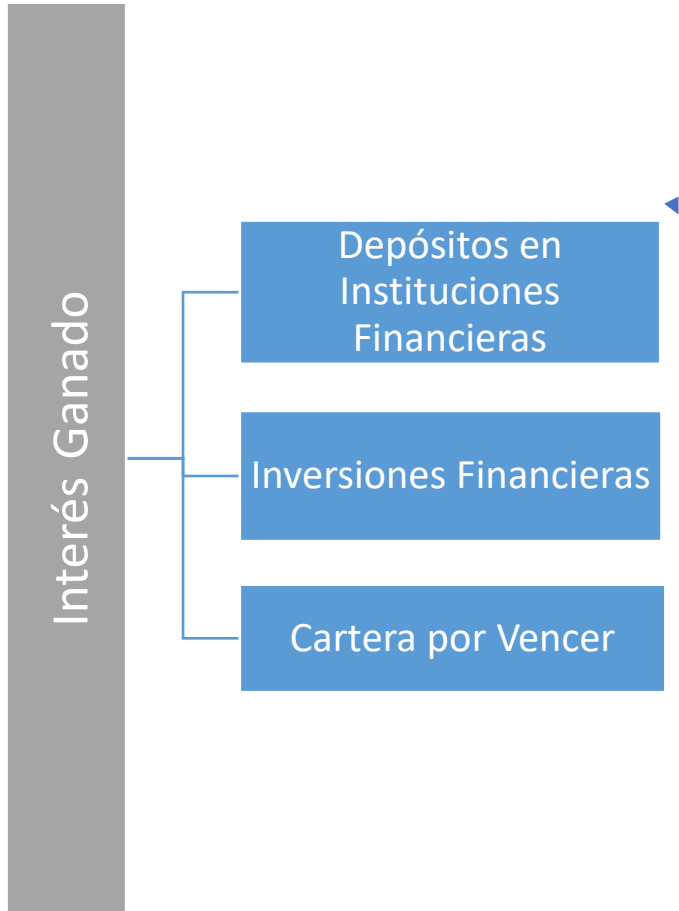 Interés Ganado
Depósitos en
Instituciones
Financieras
Inversiones Financieras
Cartera por Vencer